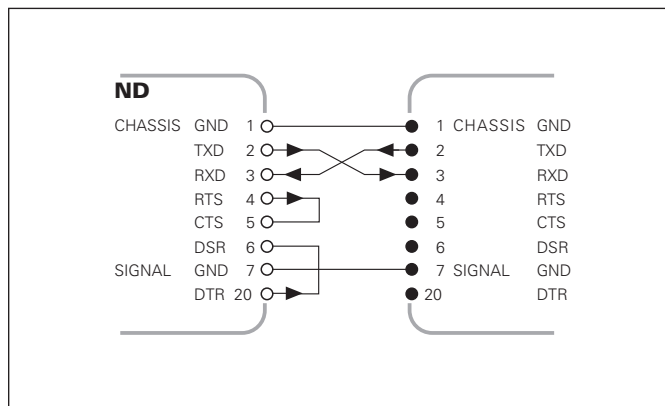 ND
CHASSIS GND 1 1 CHASSIS GND
TXD 2 2 TXD
RXD 3 3 RXD
RTS 4 4 RTS
CTS 5 5 CTS
DSR 6 6 DSR
SIGNAL GND 7 7 SIGNAL GND
DTR 20 20 DTR